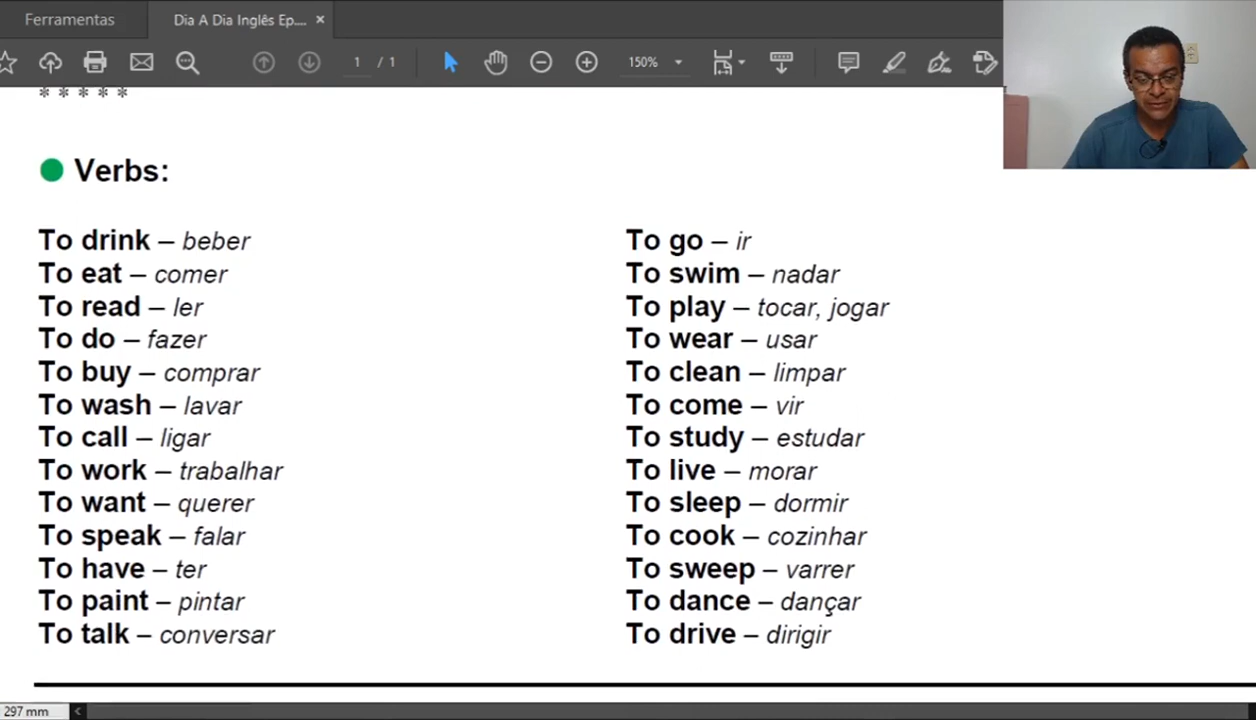 Ferramentas
Dia A Dia Inglês Ep.... ×
1 / 1
150%
* * * * *
Verbs:
To drink – beber
To eat – comer
To read – ler
To do – fazer
To buy – comprar
To wash – lavar
To call – ligar
To work – trabalhar
To want – querer
To speak – falar
To have – ter
To paint – pintar
To talk – conversar
To go – ir
To swim – nadar
To play – tocar, jogar
To wear – usar
To clean – limpar
To come – vir
To study – estudar
To live – morar
To sleep – dormir
To cook – cozinhar
To sweep – varrer
To dance – dançar
To drive – dirigir
297 mm